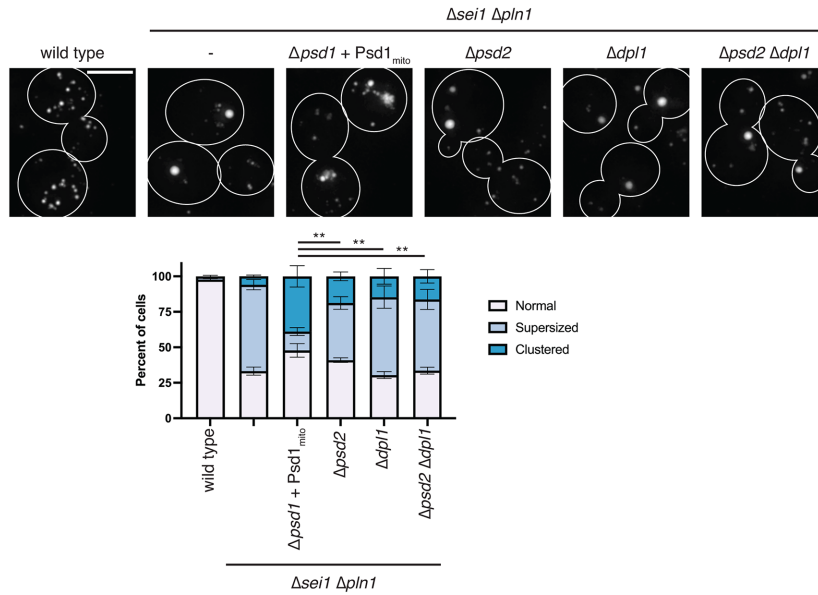 Δsei1 Δpln1
wild type
-
Δpsd1 + Psd1mito
Δpsd2
Δdpl1
Δpsd2 Δdpl1
**
**
**
Percent of cells
100
75
50
25
0
Normal
Supersized
Clustered
wild type
-
Δpsd1 + Psd1mito
Δpsd2
Δdpl1
Δpsd2 Δdpl1
Δsei1 Δpln1